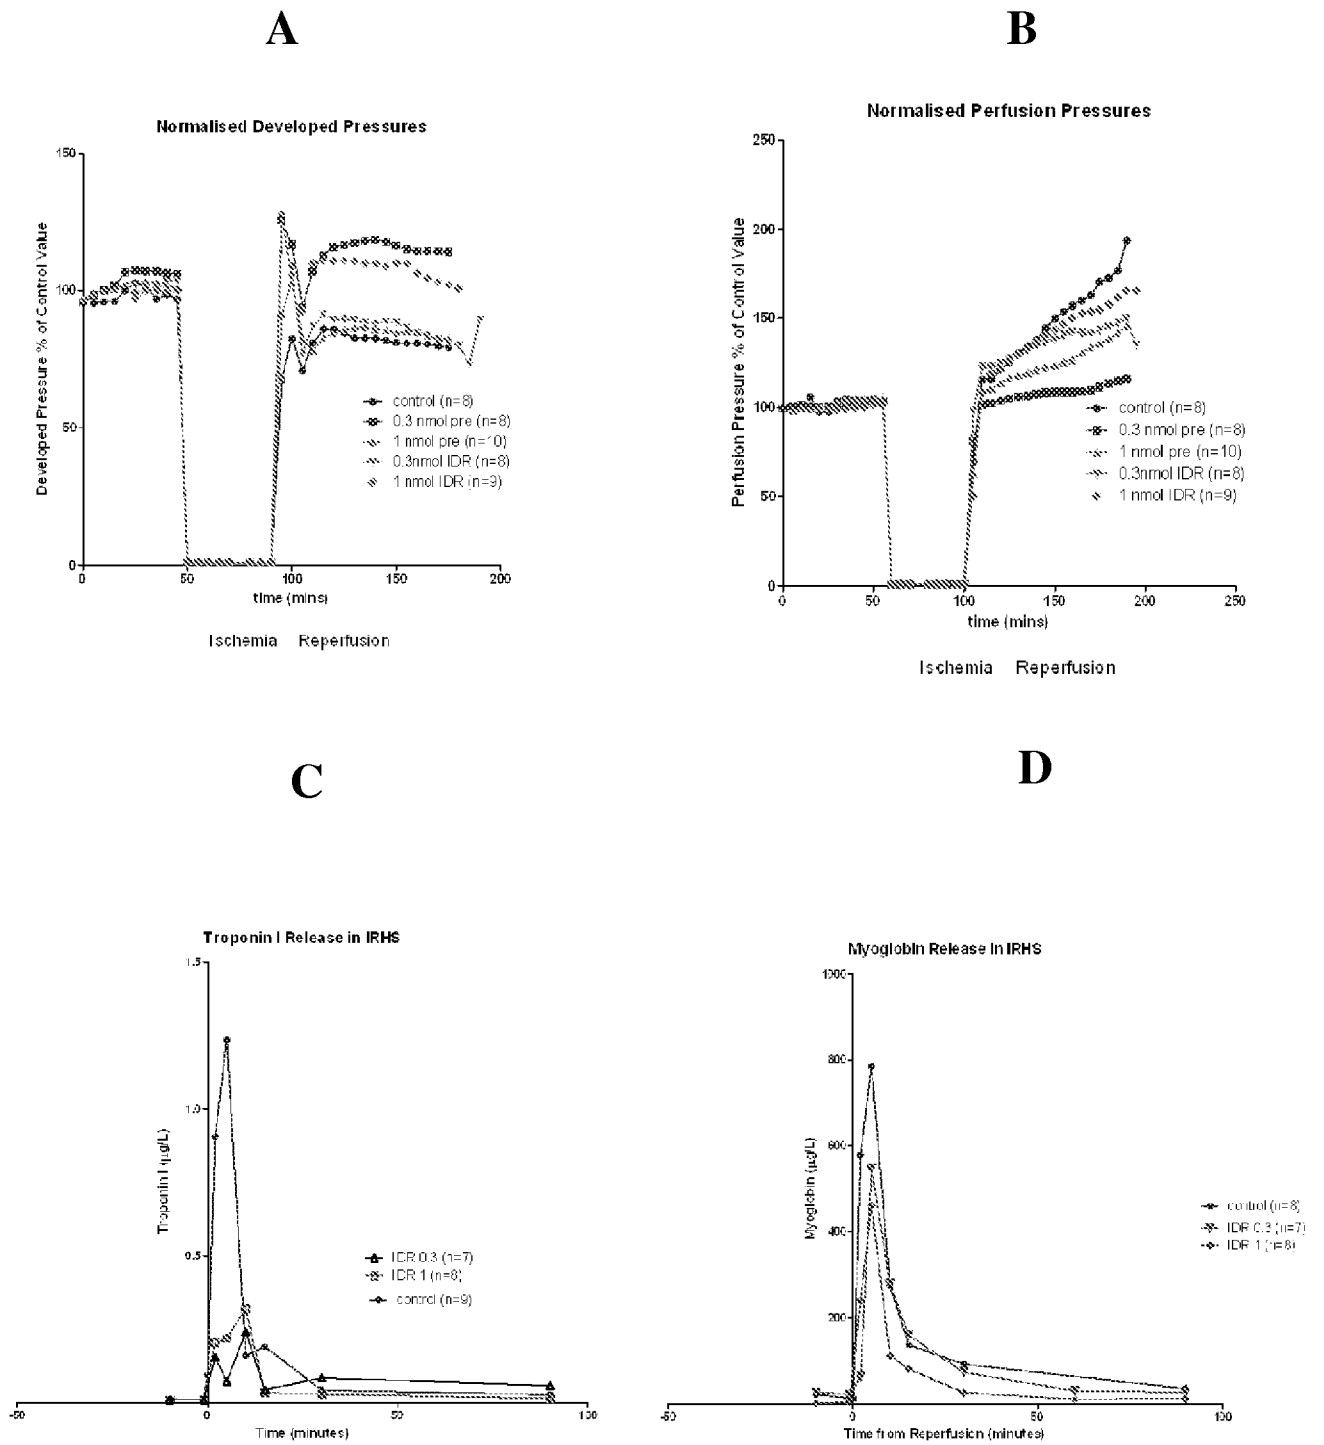 A
Normalised Developed Pressures
Developed Pressure % of Control Value
150
100
50
0
0 50 100 150 200
time (mins)
control (n=8)
0.3 nmol pre (n=8)
1 nmol pre (n=10)
0.3nmol IDR (n=8)
1 nmol IDR (n=9)
Ischemia Reperfusion
B
Normalised Perfusion Pressures
Perfusion Pressure % of Control Value
250
200
150
100
50
0
0 50 100 150 200 250
time (mins)
control (n=8)
0.3 nmol pre (n=8)
1 nmol pre (n=10)
0.3nmol IDR (n=8)
1 nmol IDR (n=9)
Ischemia Reperfusion
C
Troponin I Release in IRHS
Troponin I (µg/L)
1.5
1.0
0.5
-50 0 50 100
Time (minutes)
IDR 0.3 (n=7)
IDR 1 (n=8)
control (n=9)
D
Myoglobin Release in IRHS
Myoglobin (µg/L)
1000
800
600
400
200
-50 0 50 100
Time from Reperfusion (minutes)
control (n=8)
IDR 0.3 (n=7)
IDR 1 (n=8)